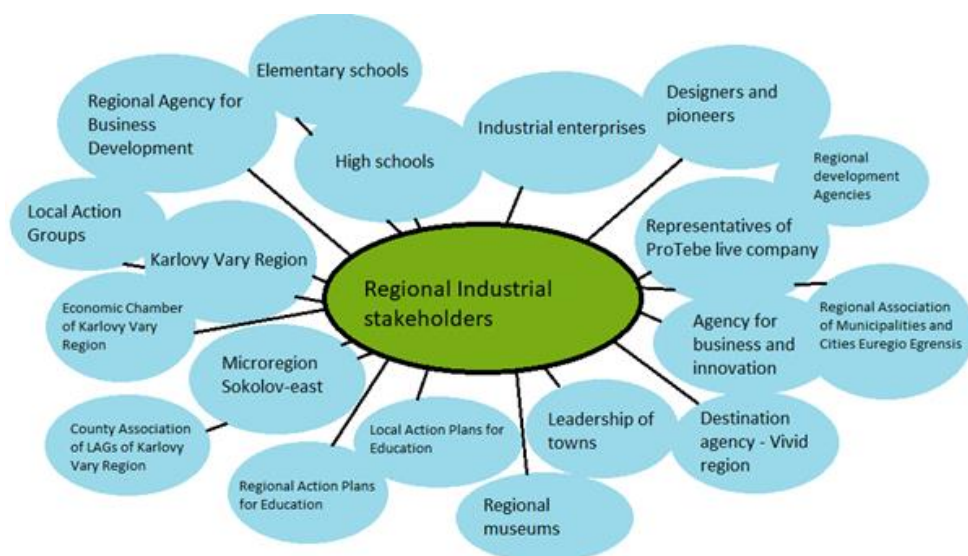 Elementary schools
Regional Agency for
Business
Development
High schools
Industrial enterprises
Designers and
pioneers
Regional
development
Agencies
Local Action
Groups
Karlovy Vary Region
Representatives of
ProTebe live company
Economic Chamber
of Karlovy Vary
Region
Regional Industrial
stakeholders
Agency for
business and
innovation
Regional Association
of Municipalities and
Cities Euregio Egrensis
Microregion
Sokolov-east
County Association
of LAGs of Karlovy
Vary Region
Local Action Plans for
Education
Leadership of
towns
Destination
agency - Vivid
region
Regional Action Plans
for Education
Regional
museums